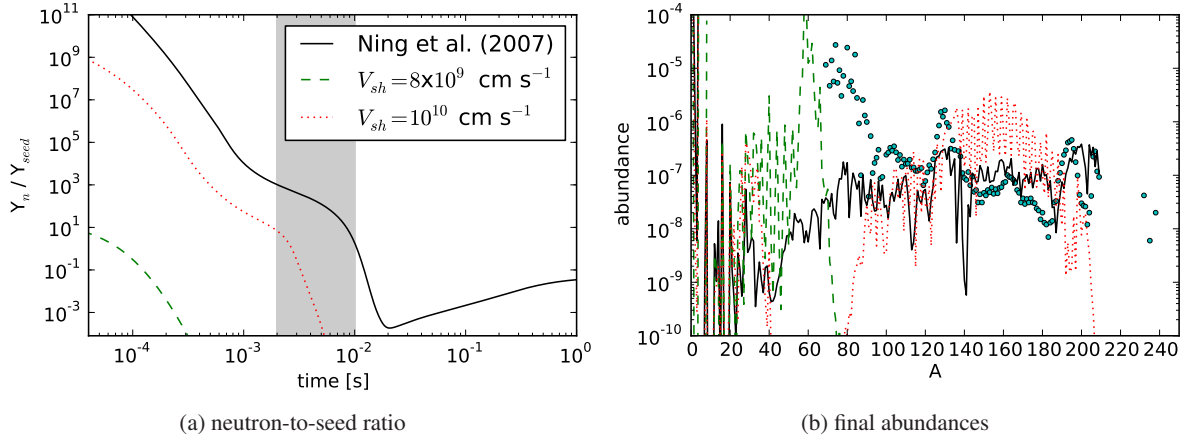 10^11
10^9
10^7
10^5
10^3
10^1
10^-1
10^-3
Y_n / Y_seed
Ning et al. (2007)
V_sh=8x10^9 cm s^-1
V_sh=10^10 cm s^-1
10^-4 10^-3 10^-2 10^-1 10^0
time [s]
(a) neutron-to-seed ratio
10^-4
10^-5
10^-6
10^-7
10^-8
10^-9
10^-10
abundance
0 20 40 60 80 100 120 140 160 180 200 220 240
A
(b) final abundances